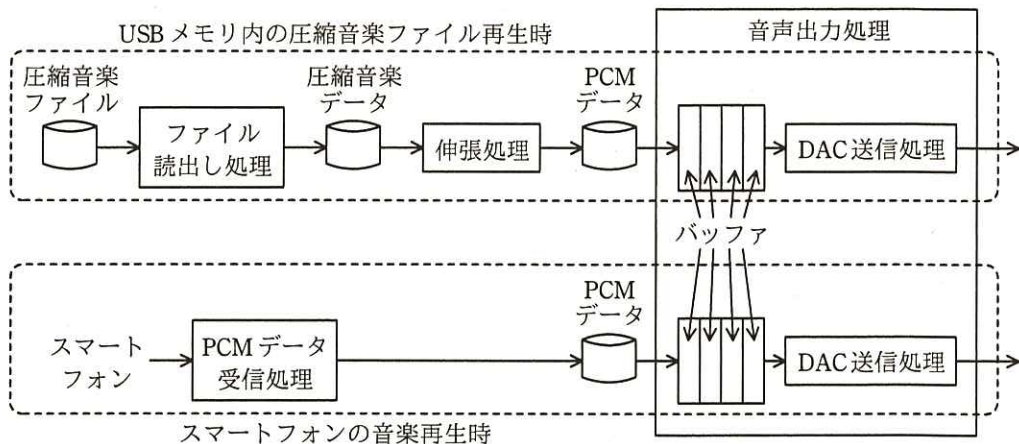 USBメモリ内の圧縮音楽ファイル再生時
音声出力処理
圧縮音楽
ファイル
ファイル
読出し処理
圧縮音楽
データ
伸張処理
PCM
データ
DAC送信処理
バッファ
スマート
フォン
PCMデータ
受信処理
PCM
データ
DAC送信処理
スマートフォンの音楽再生時